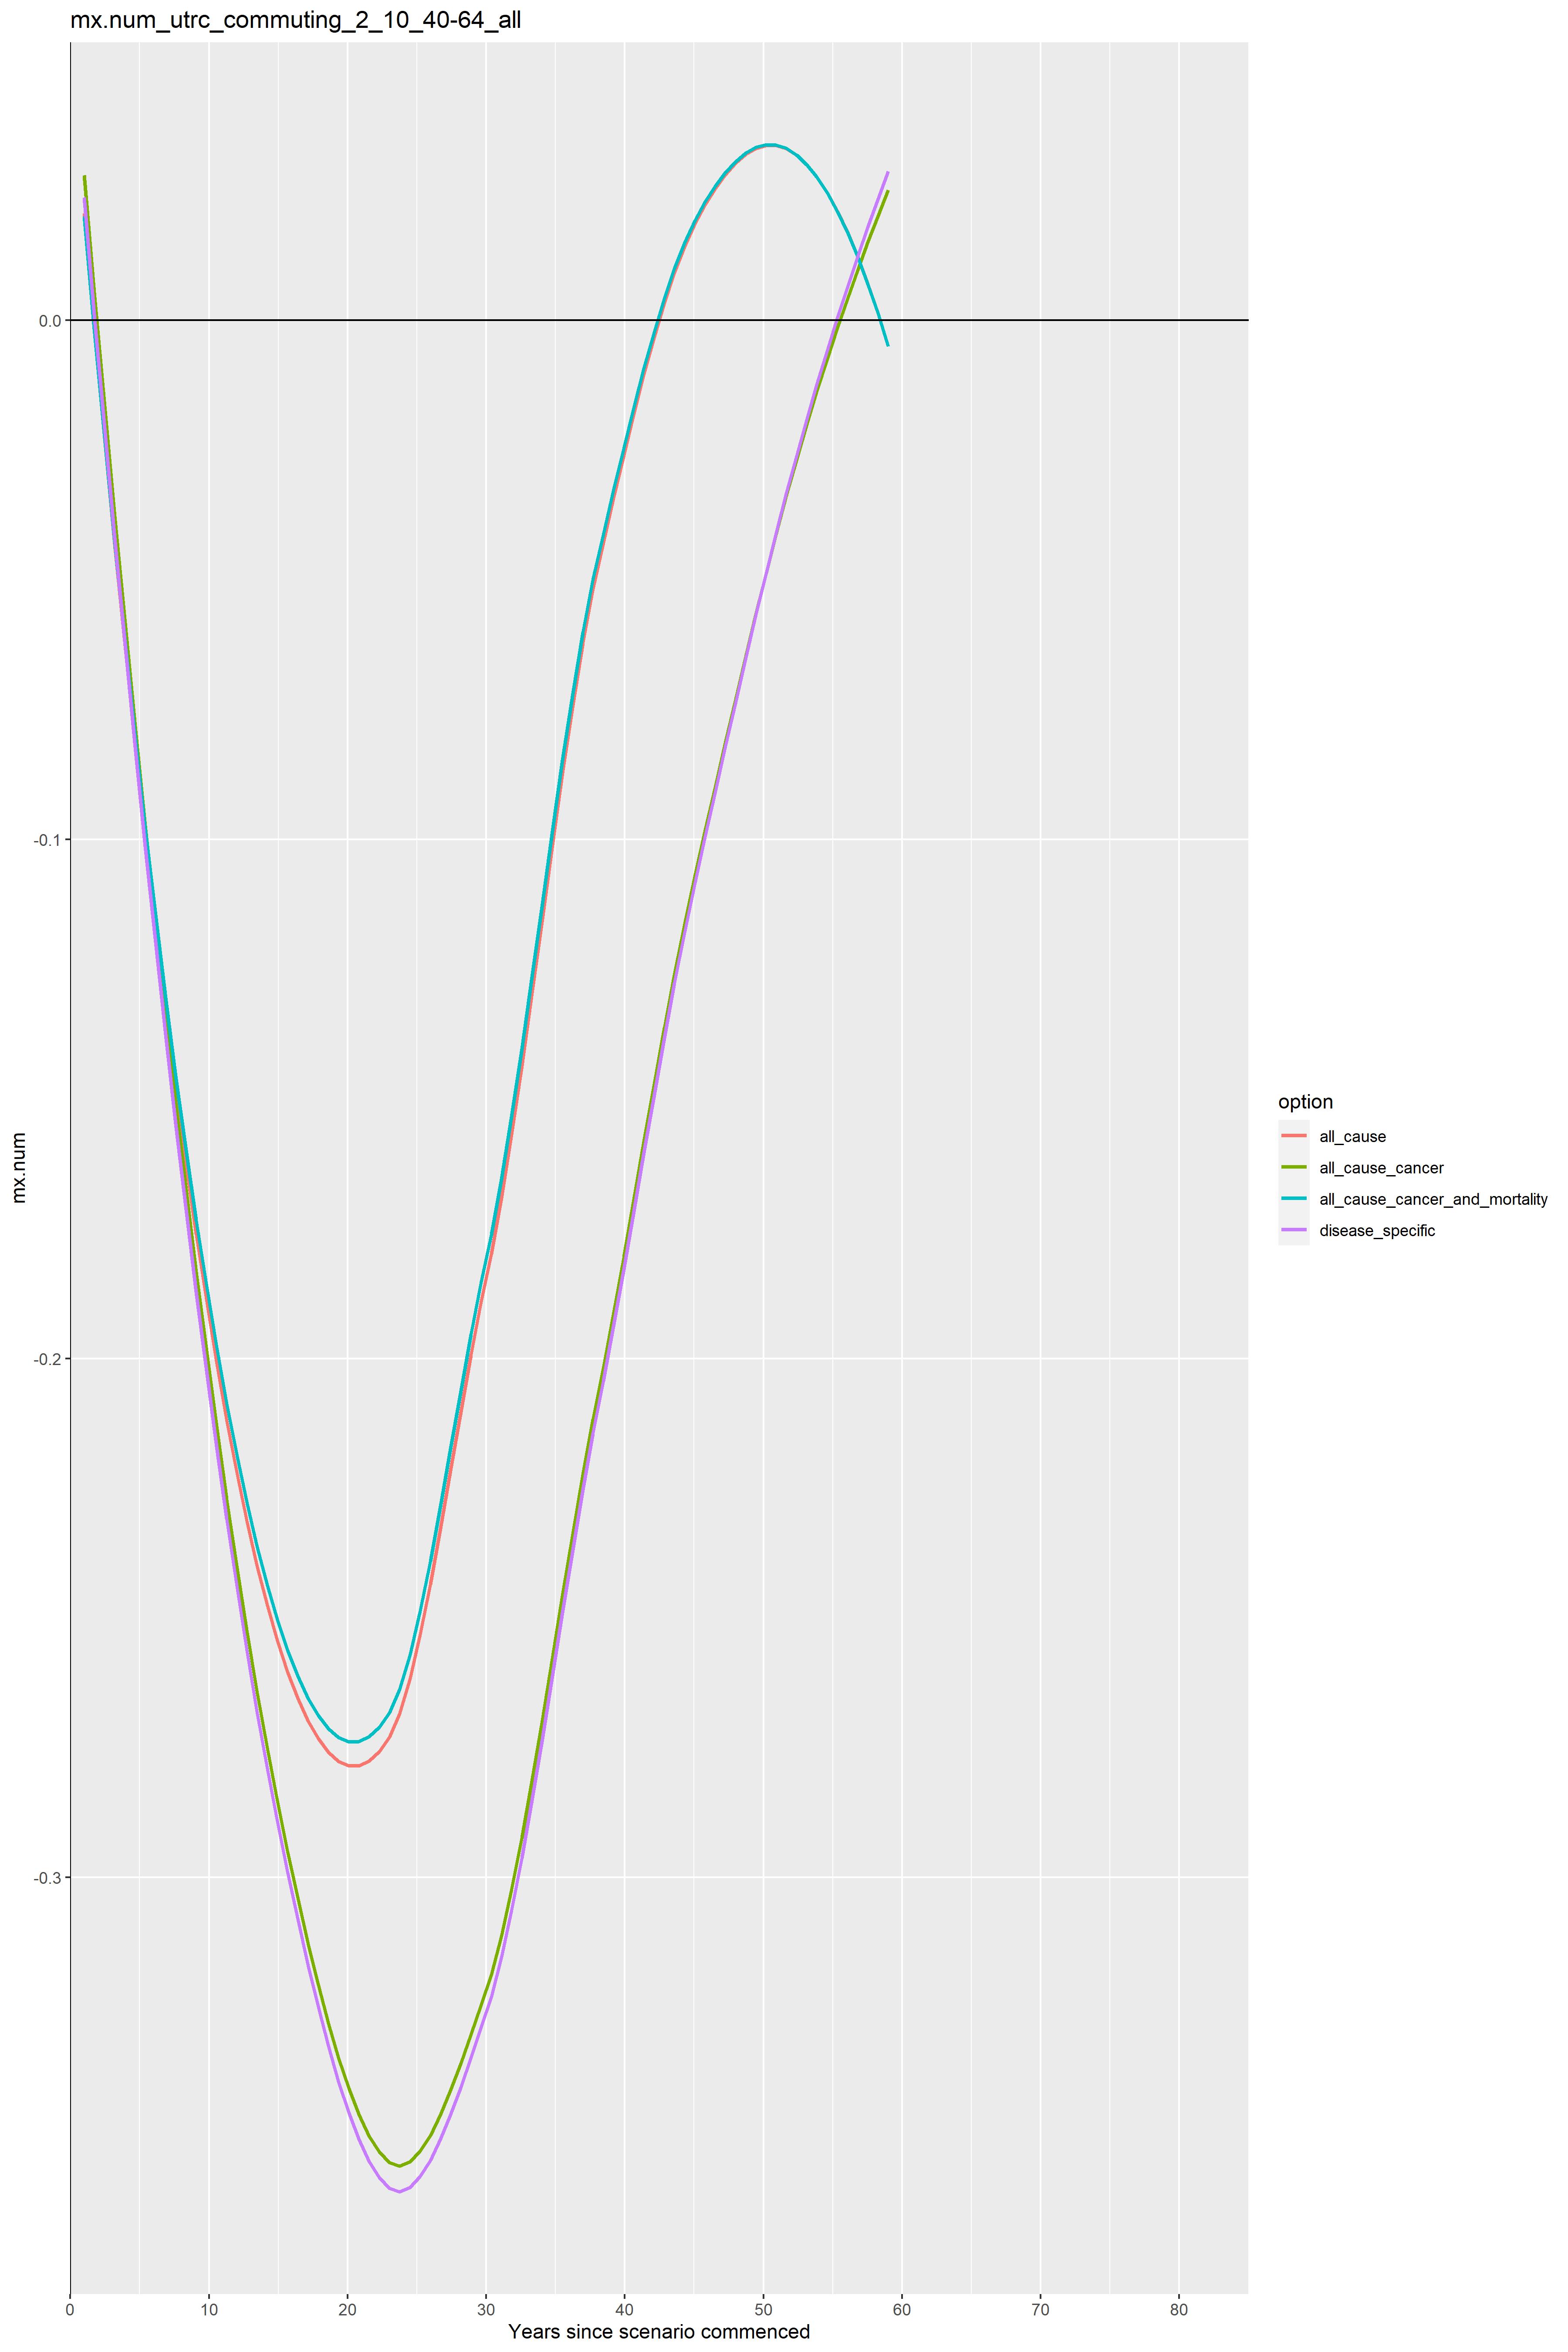 mx.num_utrc_commuting_2_10_40-64_all
0.0
-0.1
-0.2
-0.3
mx.num
0 10 20 30 40 50 60 70 80
Years since scenario commenced
option
all_cause
all_cause_cancer
all_cause_cancer_and_mortality
disease_specific